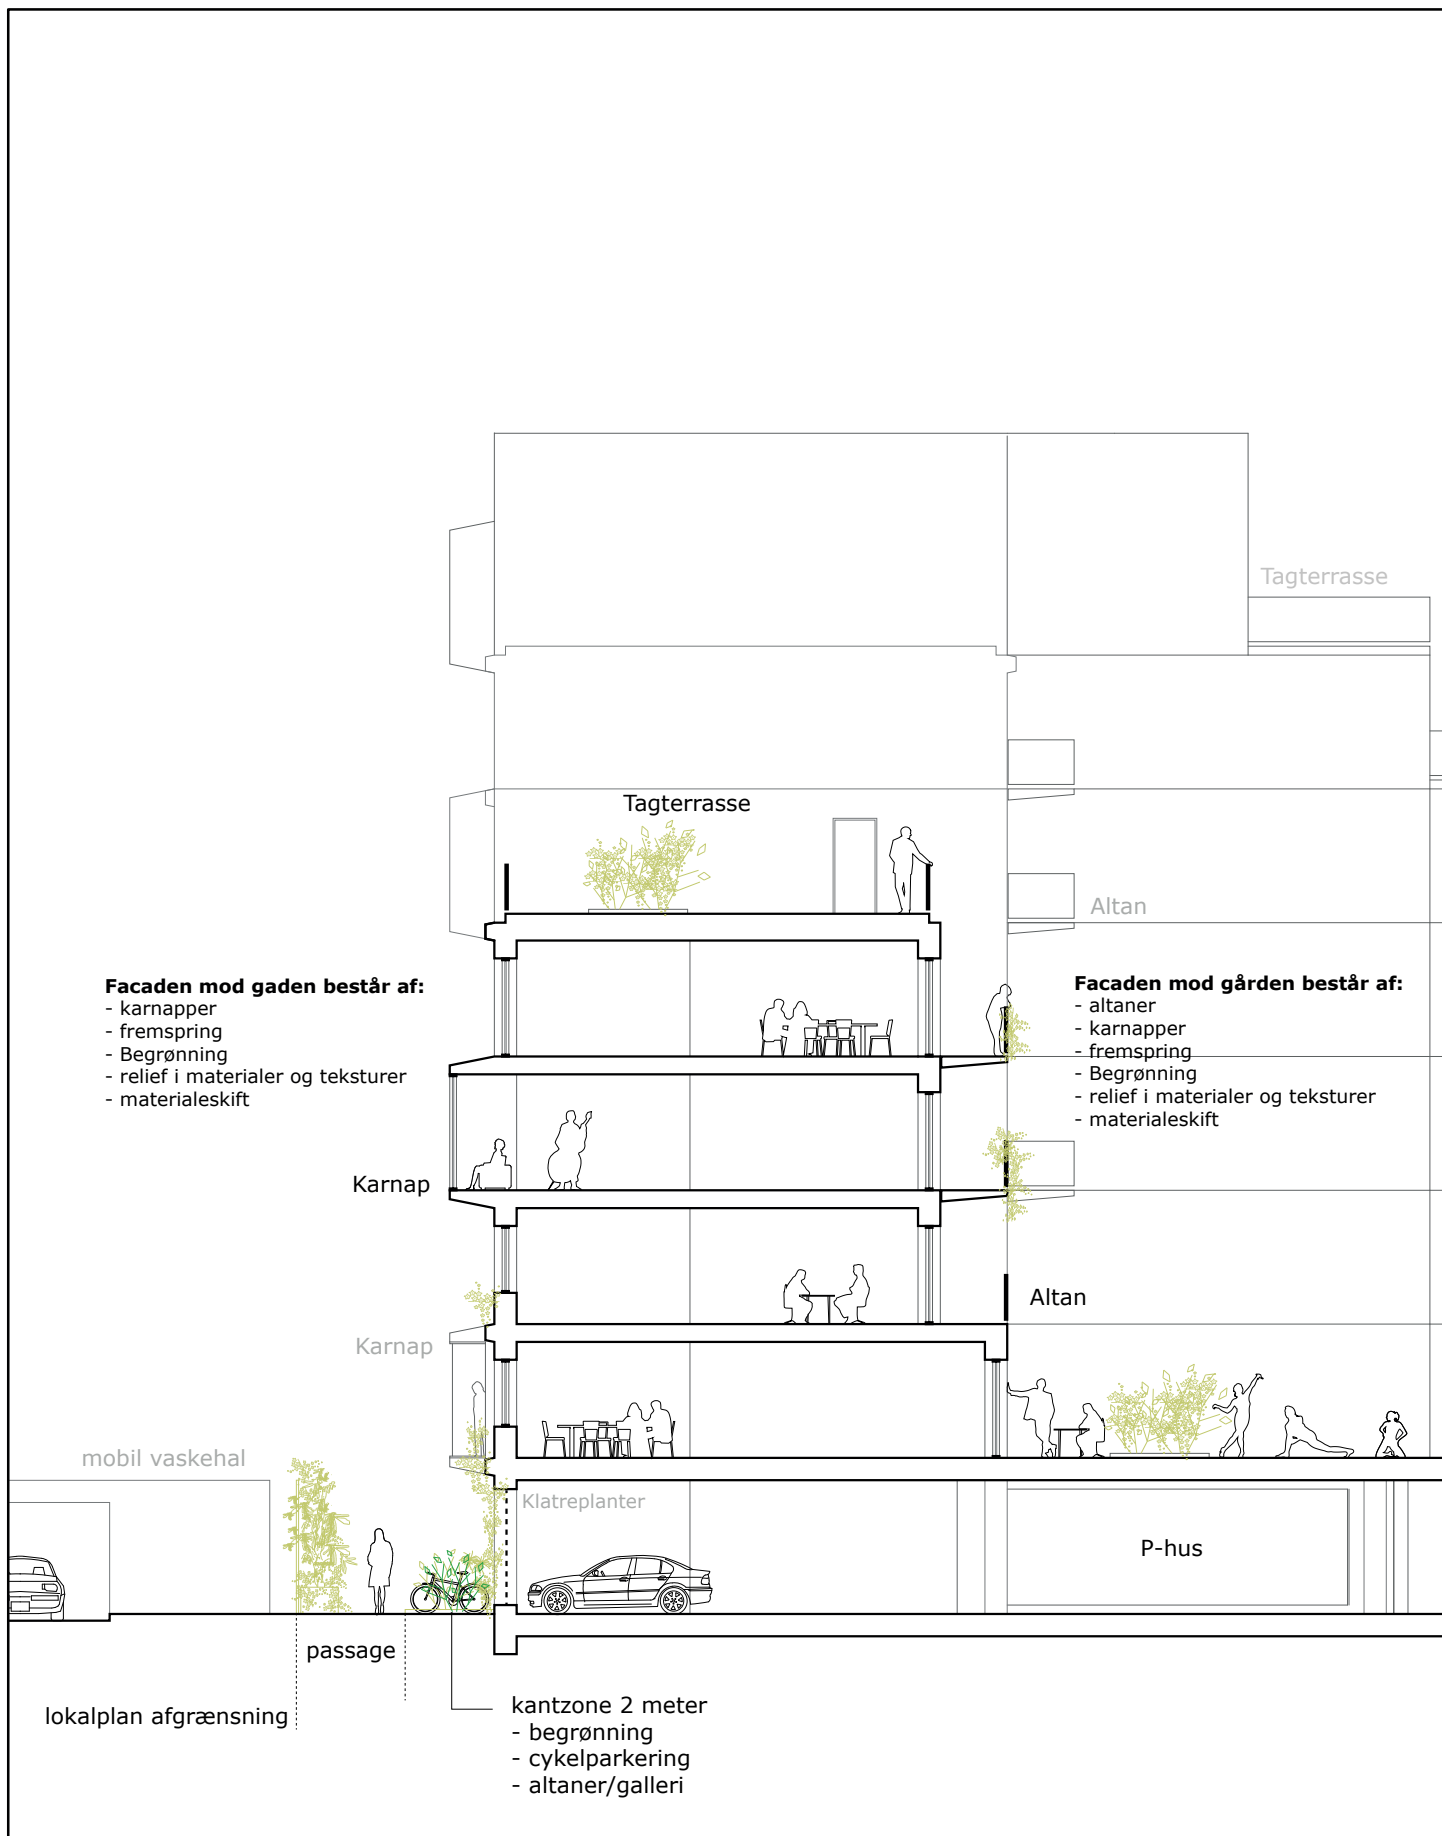 Tagterrasse
Tagterrasse
Altan
Facaden mod gaden består af:
- karnapper
- fremspring
- Begrønning
- relief i materialer og teksturer
- materialeskift
Facaden mod gården består af:
- altaner
- karnapper
- fremspring
- Begrønning
- relief i materialer og teksturer
- materialeskift
Karnap
Altan
Karnap
mobil vaskehal
Klatreplanter
P-hus
passage
lokalplan afgrænsning
kantzone 2 meter
- begrønning
- cykelparkering
- altaner/galleri